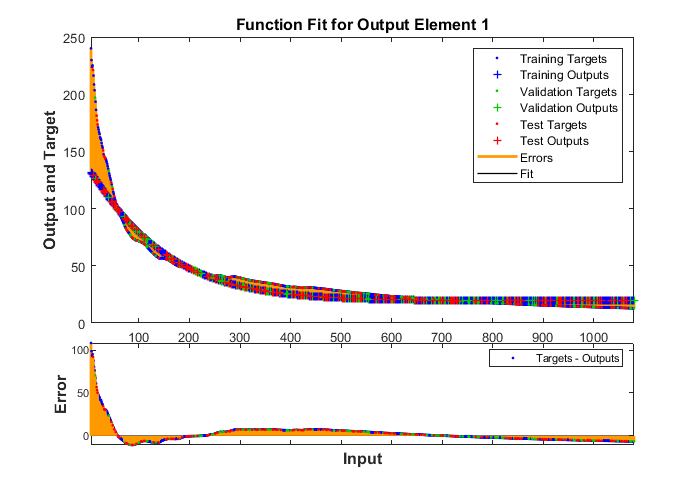 Function Fit for Output Element 1
Output and Target
250
200
150
100
50
0
Training Targets
Training Outputs
Validation Targets
Validation Outputs
Test Targets
Test Outputs
Errors
Fit
100 200 300 400 500 600 700 800 900 1000
Error
100
50
0
Targets - Outputs
Input